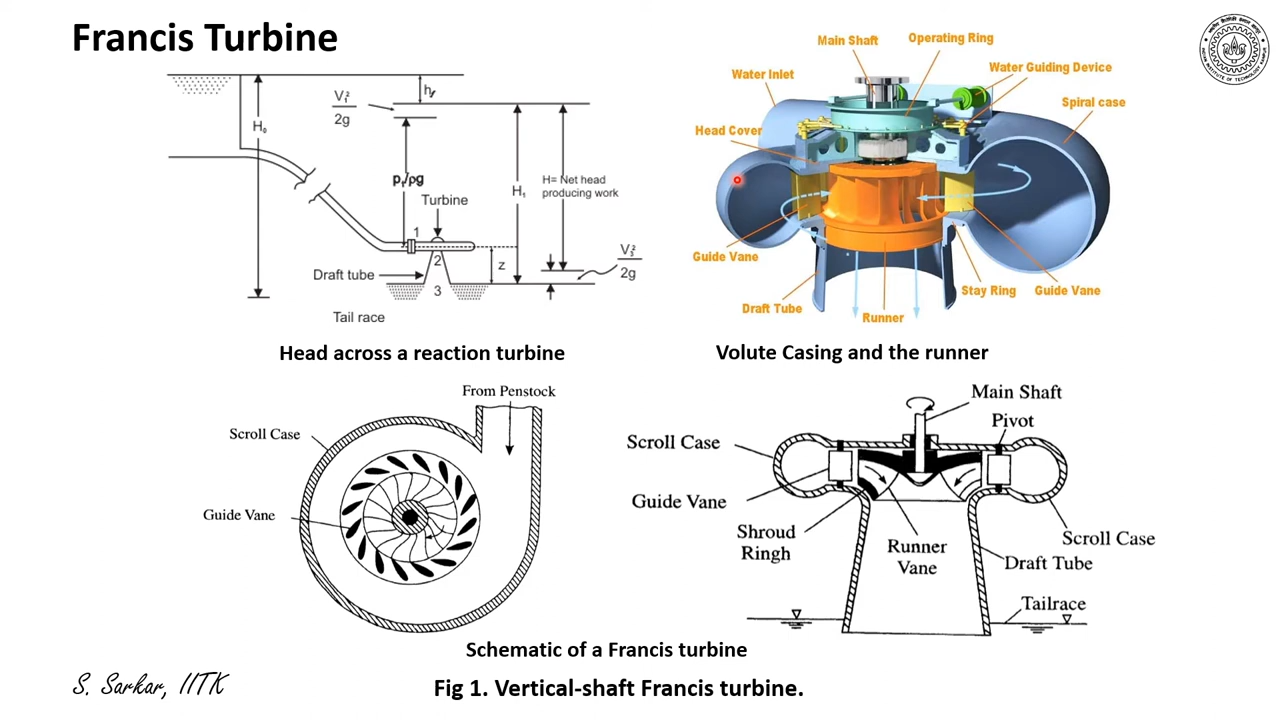 Francis Turbine
hf
V₁²
2g
H₀
p₁/ρg
H₁
H= Net head
producing work
Turbine
1
2
Draft tube
z
V₃²
2g
3
Tail race
Head across a reaction turbine
Main Shaft
Operating Ring
Water Inlet
Water Guiding Device
Spiral case
Head Cover
Guide Vane
Stay Ring
Guide Vane
Draft Tube
Runner
Volute Casing and the runner
From Penstock
Scroll Case
Guide Vane
Main Shaft
Pivot
Scroll Case
Guide Vane
Shroud
Ringh
Runner
Vane
Scroll Case
Draft Tube
Tailrace
Schematic of a Francis turbine
S. Sarkar, IITK
Fig 1. Vertical-shaft Francis turbine.